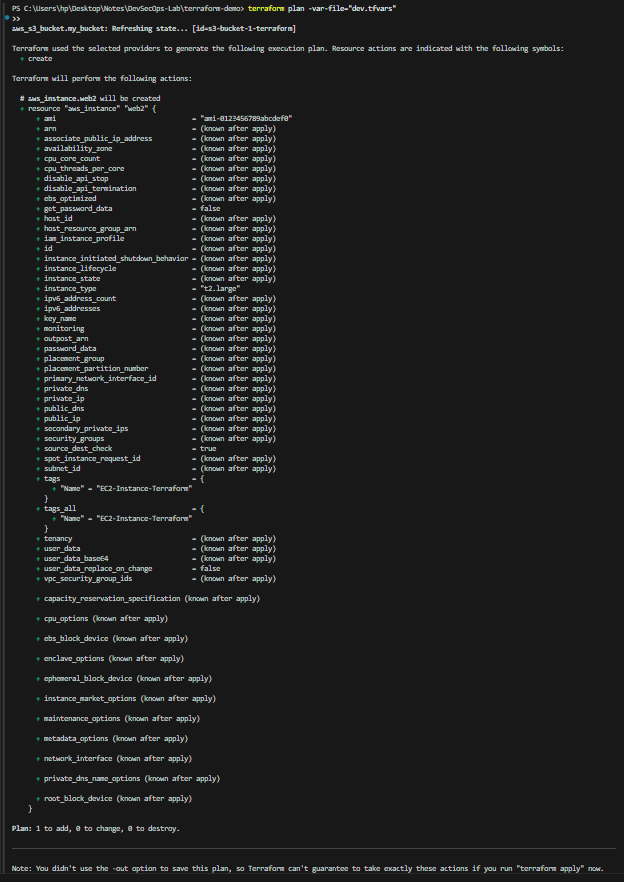 PS C:\Users\hp\Desktop\Notes\DevSecOps-Lab\terraform-demo> terraform plan -var-file="dev.tfvars"
>>
aws_s3_bucket.my_bucket: Refreshing state... [id=s3-bucket-1-terraform]
Terraform used the selected providers to generate the following execution plan. Resource actions are indicated with the following symbols:
+ create
Terraform will perform the following actions:
# aws_instance.web2 will be created
+ resource "aws_instance" "web2" {
+ ami = "ami-0123456789abcdef0"
+ arn = (known after apply)
+ associate_public_ip_address = (known after apply)
+ availability_zone = (known after apply)
+ cpu_core_count = (known after apply)
+ cpu_threads_per_core = (known after apply)
+ disable_api_stop = (known after apply)
+ disable_api_termination = (known after apply)
+ ebs_optimized = (known after apply)
+ get_password_data = false
+ host_id = (known after apply)
+ host_resource_group_arn = (known after apply)
+ iam_instance_profile = (known after apply)
+ id = (known after apply)
+ instance_initiated_shutdown_behavior = (known after apply)
+ instance_lifecycle = (known after apply)
+ instance_state = (known after apply)
+ instance_type = "t2.large"
+ ipv6_address_count = (known after apply)
+ ipv6_addresses = (known after apply)
+ key_name = (known after apply)
+ monitoring = (known after apply)
+ outpost_arn = (known after apply)
+ password_data = (known after apply)
+ placement_group = (known after apply)
+ placement_partition_number = (known after apply)
+ primary_network_interface_id = (known after apply)
+ private_dns = (known after apply)
+ private_ip = (known after apply)
+ public_dns = (known after apply)
+ public_ip = (known after apply)
+ secondary_private_ips = (known after apply)
+ security_groups = (known after apply)
+ source_dest_check = true
+ spot_instance_request_id = (known after apply)
+ subnet_id = (known after apply)
+ tags = {
+ "Name" = "EC2-Instance-Terraform"
}
+ tags_all = {
+ "Name" = "EC2-Instance-Terraform"
}
+ tenancy = (known after apply)
+ user_data = (known after apply)
+ user_data_base64 = (known after apply)
+ user_data_replace_on_change = false
+ vpc_security_group_ids = (known after apply)
+ capacity_reservation_specification (known after apply)
+ cpu_options (known after apply)
+ ebs_block_device (known after apply)
+ enclave_options (known after apply)
+ ephemeral_block_device (known after apply)
+ instance_market_options (known after apply)
+ maintenance_options (known after apply)
+ metadata_options (known after apply)
+ network_interface (known after apply)
+ private_dns_name_options (known after apply)
+ root_block_device (known after apply)
}
Plan: 1 to add, 0 to change, 0 to destroy.
Note: You didn't use the -out option to save this plan, so Terraform can't guarantee to take exactly these actions if you run "terraform apply" now.